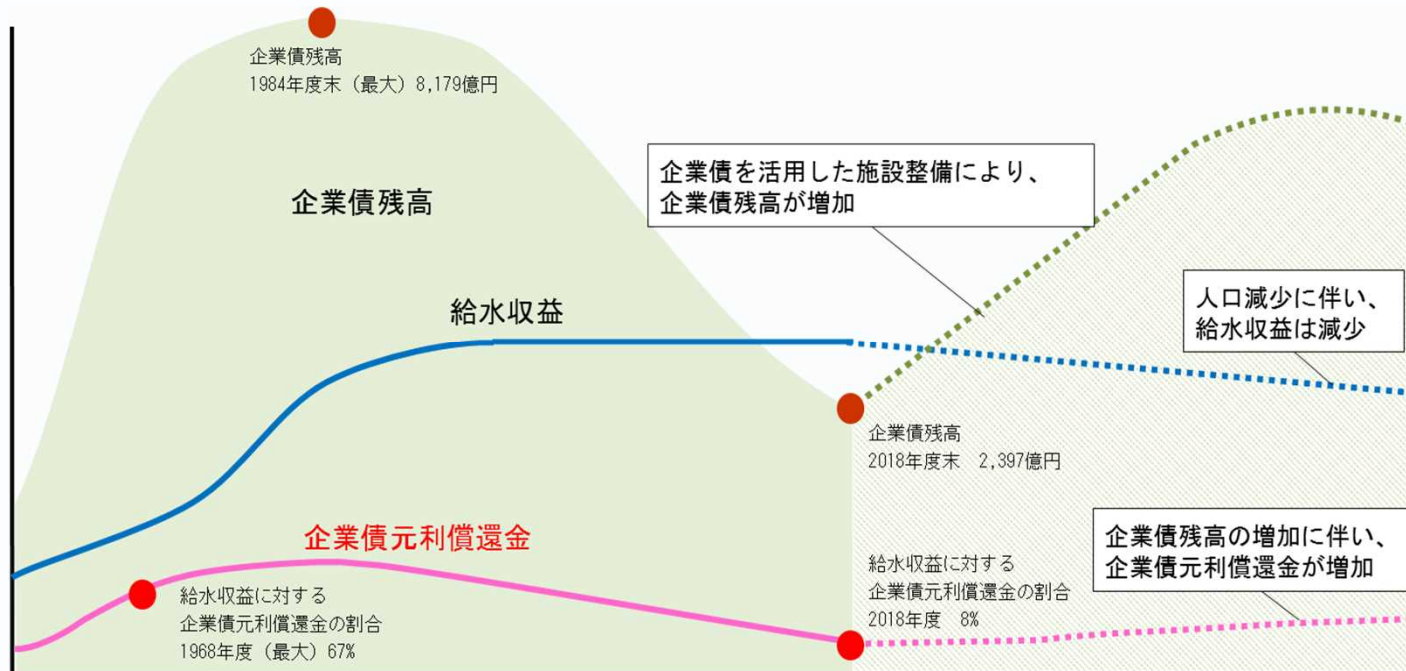 企業債残高
1984年度末（最大）8,179億円
企業債を活用した施設整備により、
企業債残高が増加
企業債残高
人口減少に伴い、
給水収益は減少
給水収益
企業債残高
2018年度末　2,397億円
企業債元利償還金
企業債残高の増加に伴い、
企業債元利償還金が増加
給水収益に対する
企業債元利償還金の割合
2018年度　8%
給水収益に対する
企業債元利償還金の割合
1968年度（最大）67%